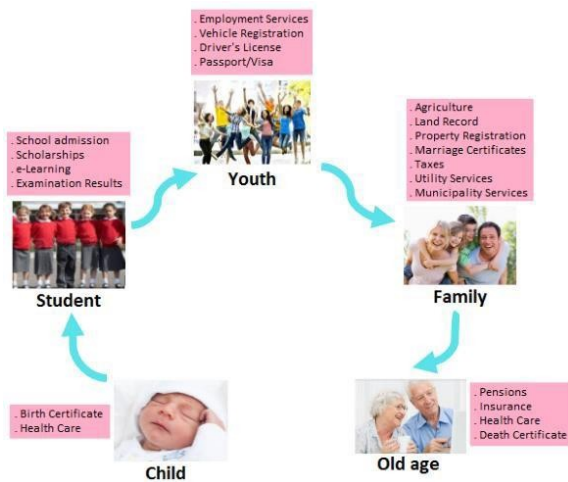 . Employment Services
. Vehicle Registration
. Driver's License
. Passport/Visa
Youth
. School admission
. Scholarships
. e-Learning
. Examination Results
Student
. Agriculture
. Land Record
. Property Registration
. Marriage Certificates
. Taxes
. Utility Services
. Municipality Services
Family
. Birth Certificate
. Health Care
Child
. Pensions
. Insurance
. Health Care
. Death Certificate
Old age